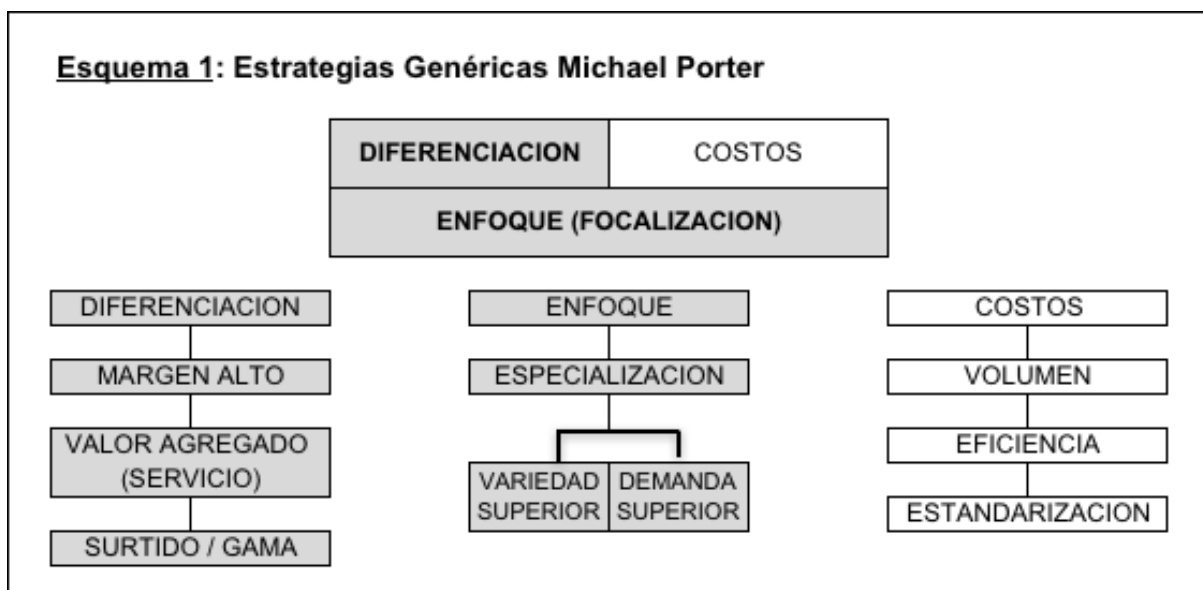 Esquema 1: Estrategias Genéricas Michael Porter
DIFERENCIACION
COSTOS
ENFOQUE (FOCALIZACION)
DIFERENCIACION
MARGEN ALTO
VALOR AGREGADO
(SERVICIO)
SURTIDO / GAMA
ENFOQUE
ESPECIALIZACION
VARIEDAD
SUPERIOR
DEMANDA
SUPERIOR
COSTOS
VOLUMEN
EFICIENCIA
ESTANDARIZACION